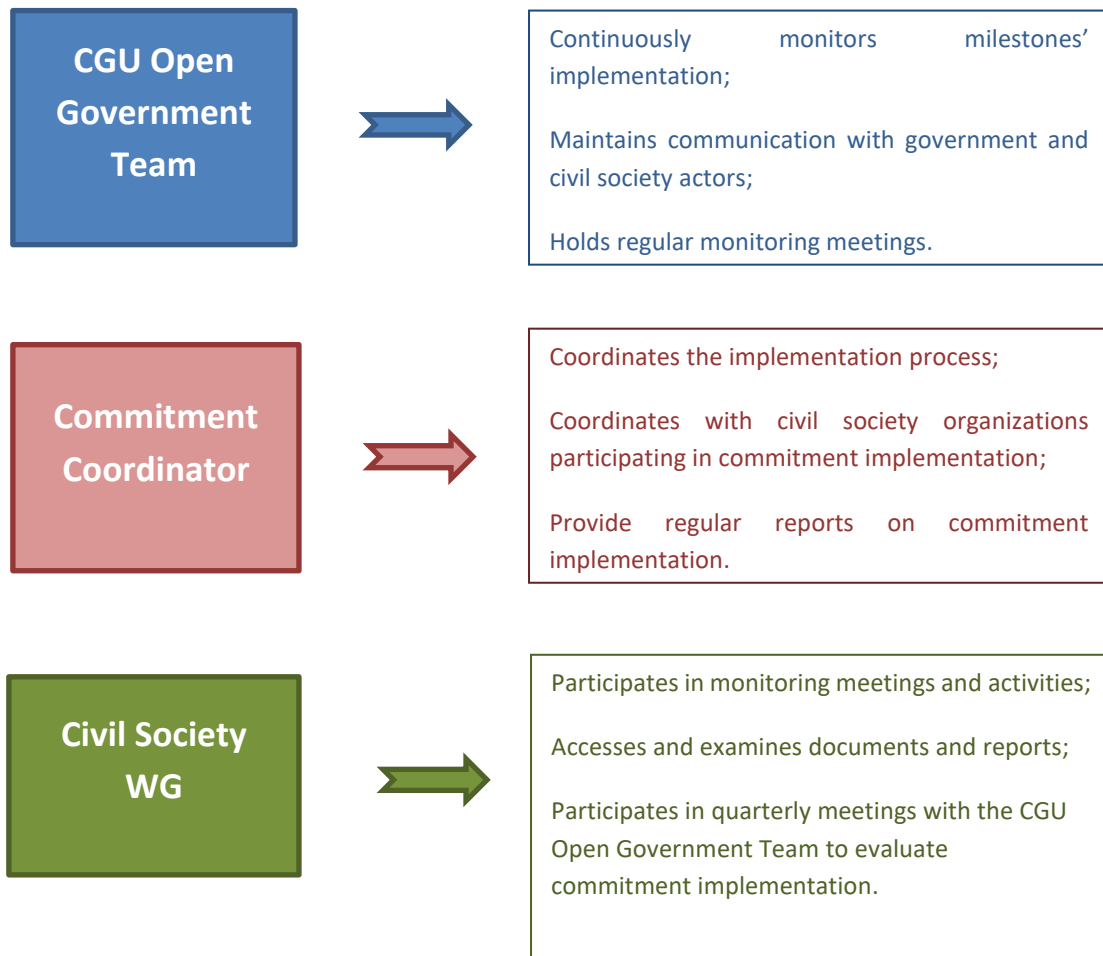 CGU Open
Government
Team
Continuously monitors milestones’
implementation;
Maintains communication with government and
civil society actors;
Holds regular monitoring meetings.
Commitment
Coordinator
Coordinates the implementation process;
Coordinates with civil society organizations
participating in commitment implementation;
Provide regular reports on commitment
implementation.
Civil Society
WG
Participates in monitoring meetings and activities;
Accesses and examines documents and reports;
Participates in quarterly meetings with the CGU
Open Government Team to evaluate
commitment implementation.